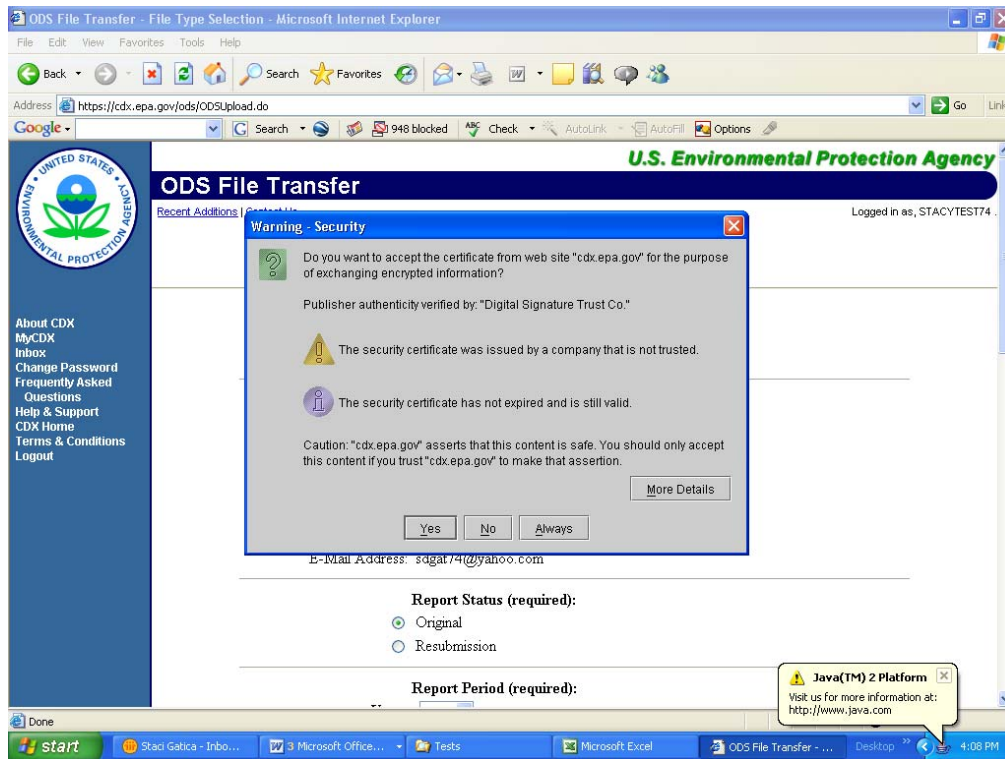 ODS File Transfer - File Type Selection - Microsoft Internet Explorer
File Edit View Favorites Tools Help
Back Search Favorites
Address https://cdx.epa.gov/ods/ODSUpload.do Go Link
Google Search 948 blocked Check AutoLink AutoFill Options
UNITED STATES
ENVIRONMENTAL PROTECTION AGENCY
U.S. Environmental Protection Agency
ODS File Transfer
Recent Additions | Contact Us
Logged in as, STACYTEST74 .
About CDX
MyCDX
Inbox
Change Password
Frequently Asked
Questions
Help & Support
CDX Home
Terms & Conditions
Logout
Warning - Security
Do you want to accept the certificate from web site "cdx.epa.gov" for the purpose
of exchanging encrypted information?
Publisher authenticity verified by: "Digital Signature Trust Co."
The security certificate was issued by a company that is not trusted.
The security certificate has not expired and is still valid.
Caution: "cdx.epa.gov" asserts that this content is safe. You should only accept
this content if you trust "cdx.epa.gov" to make that assertion.
More Details
Yes No Always
E-Mail Address: sdgat74@yahoo.com
Report Status (required):
Original
Resubmission
Report Period (required):
Java(TM) 2 Platform
Visit us for more information at:
http://www.java.com
Done
start Staci Gatica - Inbo... 3 Microsoft Office... Tests Microsoft Excel ODS File Transfer - ... Desktop 4:08 PM